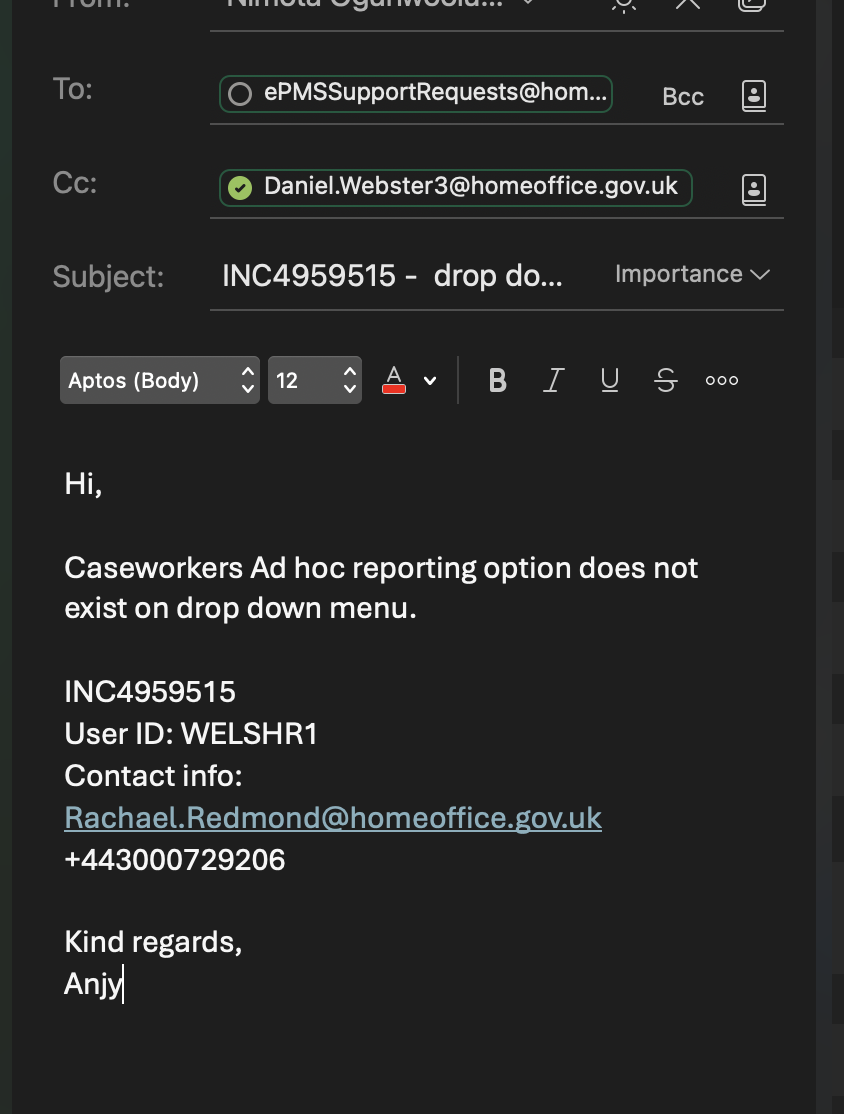 From:
To:
ePMSSupportRequests@hom...
Bcc
Cc:
Daniel.Webster3@homeoffice.gov.uk
Subject:
INC4959515 - drop do...
Importance
Aptos (Body)
12
A
B I U S
Hi,
Caseworkers Ad hoc reporting option does not
exist on drop down menu.
INC4959515
User ID: WELSHR1
Contact info:
Rachael.Redmond@homeoffice.gov.uk
+443000729206
Kind regards,
Anjy